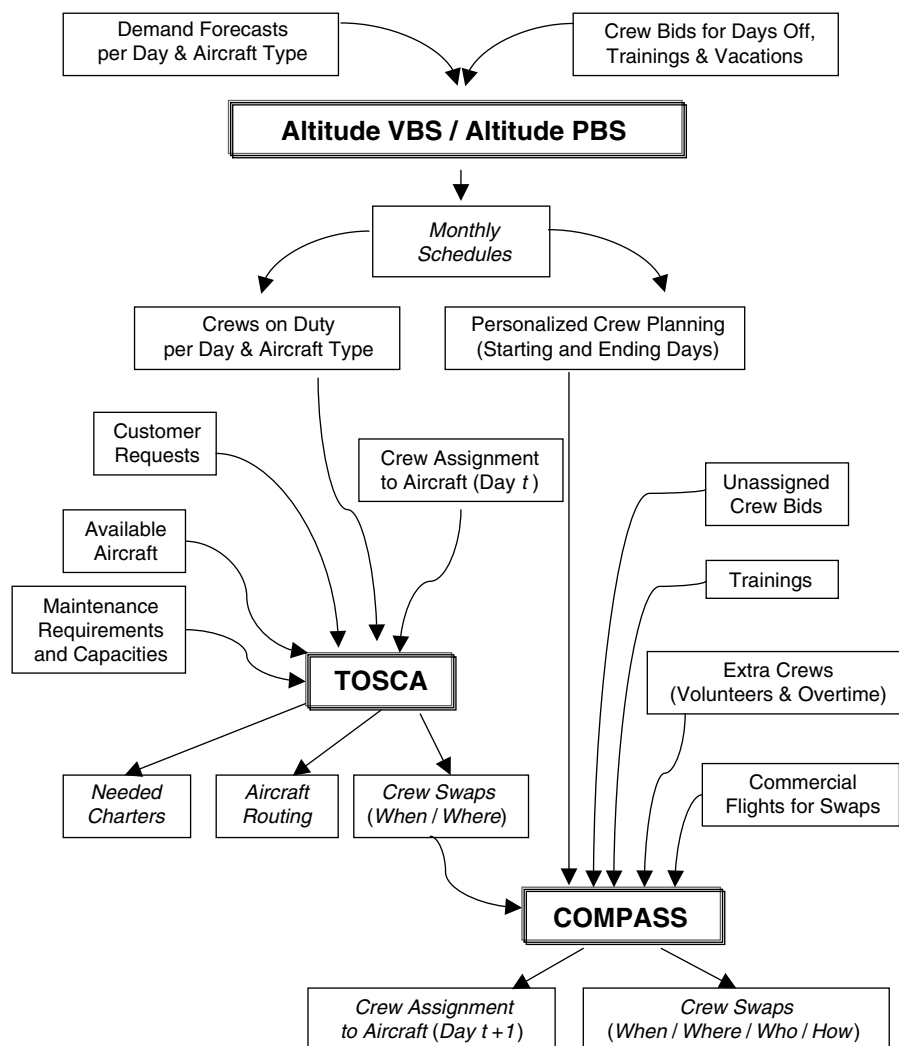 Demand Forecasts
per Day & Aircraft Type
Crew Bids for Days Off,
Trainings & Vacations
Altitude VBS / Altitude PBS
Monthly
Schedules
Crews on Duty
per Day & Aircraft Type
Personalized Crew Planning
(Starting and Ending Days)
Customer
Requests
Crew Assignment
to Aircraft (Day t)
Unassigned
Crew Bids
Available
Aircraft
Trainings
Maintenance
Requirements
and Capacities
TOSCA
Extra Crews
(Volunteers & Overtime)
Needed
Charters
Aircraft
Routing
Crew Swaps
(When / Where)
Commercial
Flights for Swaps
COMPASS
Crew Assignment
to Aircraft (Day t+1)
Crew Swaps
(When / Where / Who / How)